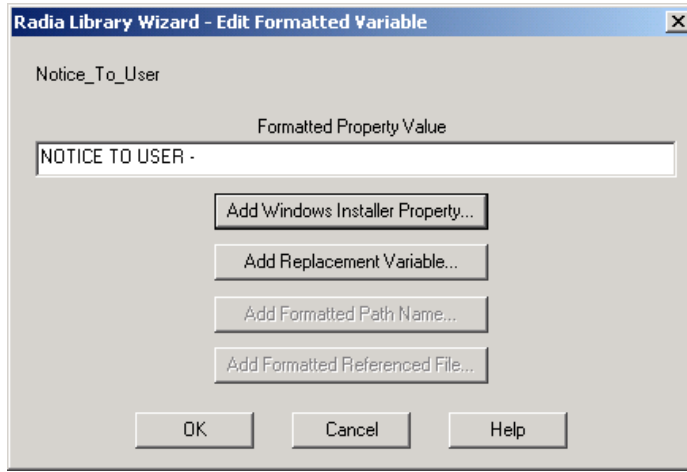 Radia Library Wizard - Edit Formatted Variable
Notice_To_User
Formatted Property Value
NOTICE TO USER -
Add Windows Installer Property...
Add Replacement Variable...
Add Formatted Path Name...
Add Formatted Referenced File...
OK Cancel Help